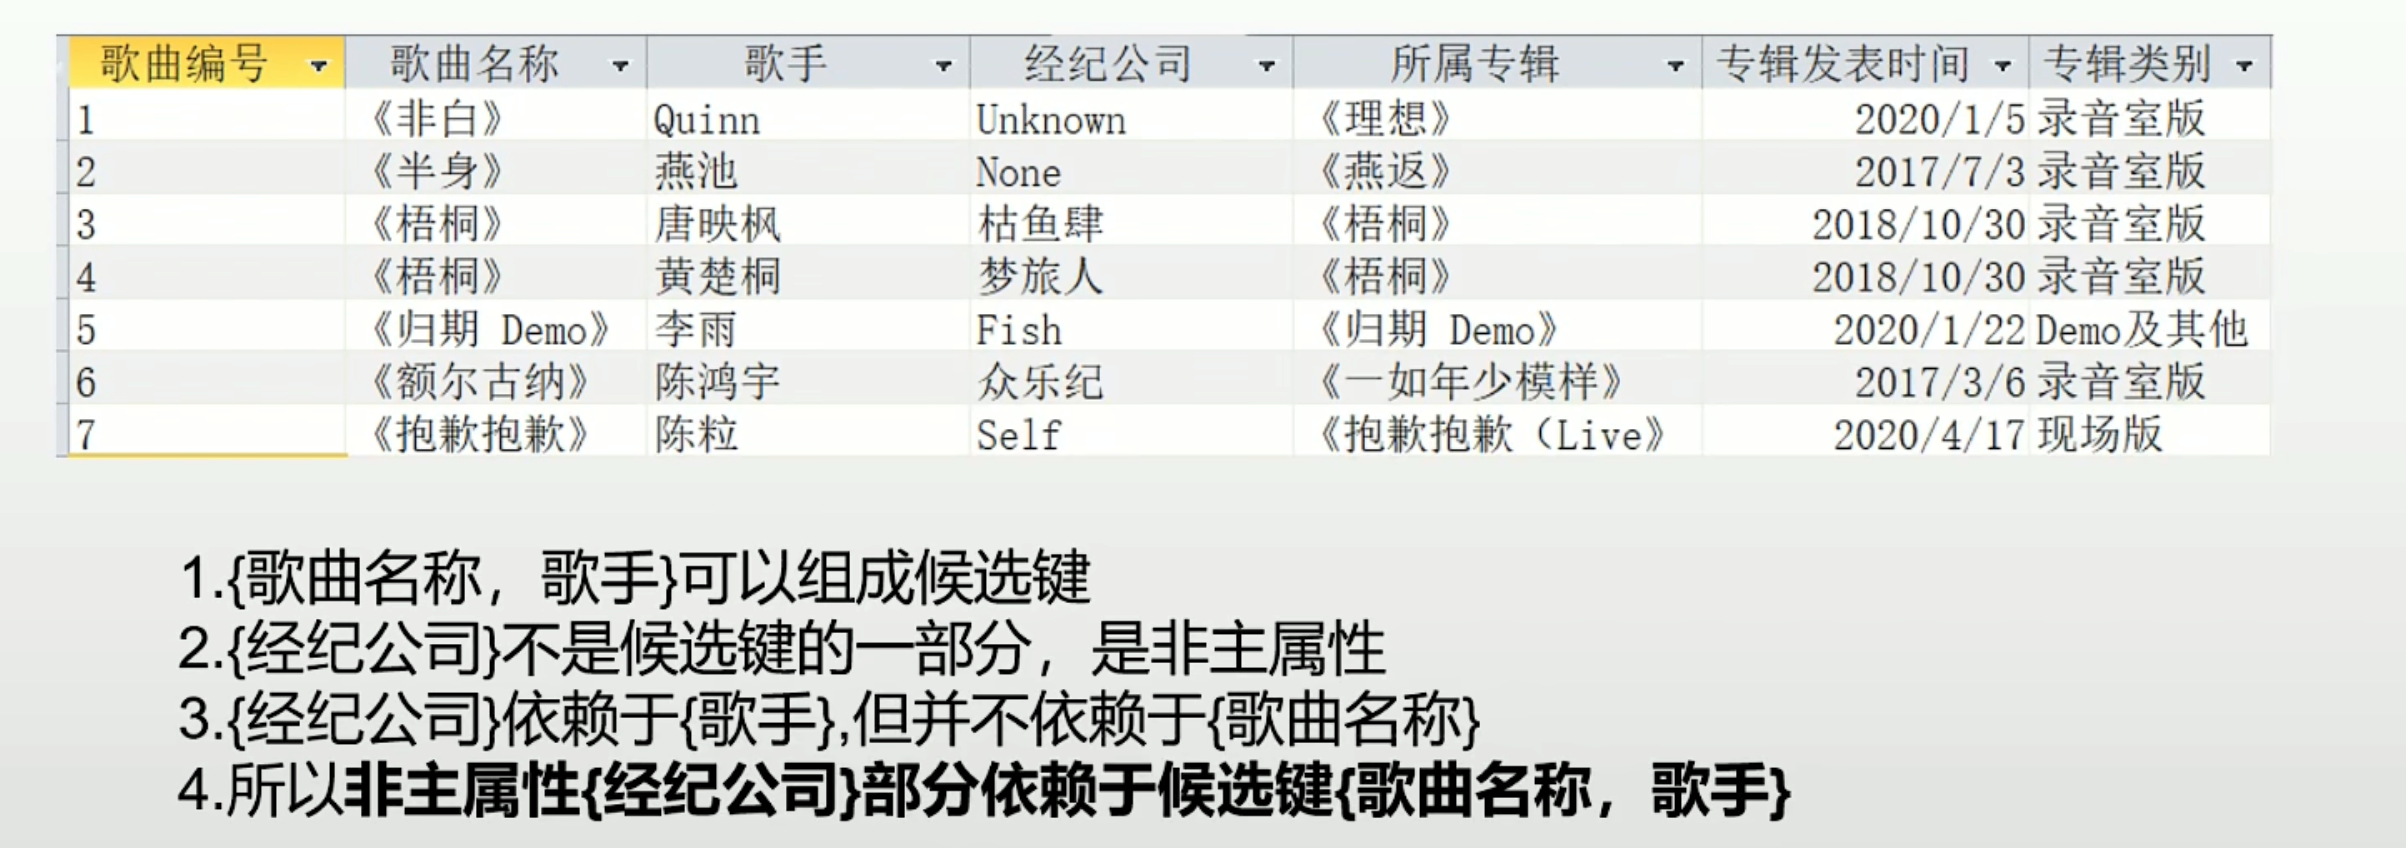 歌曲编号 歌曲名称 歌手 经纪公司 所属专辑 专辑发表时间 专辑类别
1 《非白》 Quinn Unknown 《理想》 2020/1/5 录音室版
2 《半身》 燕池 None 《燕返》 2017/7/3 录音室版
3 《梧桐》 唐映枫 枯鱼肆 《梧桐》 2018/10/30 录音室版
4 《梧桐》 黄楚桐 梦旅人 《梧桐》 2018/10/30 录音室版
5 《归期 Demo》 李雨 Fish 《归期 Demo》 2020/1/22 Demo及其他
6 《额尔古纳》 陈鸿宇 众乐纪 《一如年少模样》 2017/3/6 录音室版
7 《抱歉抱歉》 陈粒 Self 《抱歉抱歉（Live》 2020/4/17 现场版
1.{歌曲名称，歌手}可以组成候选键
2.{经纪公司}不是候选键的一部分，是非主属性
3.{经纪公司}依赖于{歌手},但并不依赖于{歌曲名称}
4.所以非主属性{经纪公司}部分依赖于候选键{歌曲名称，歌手}